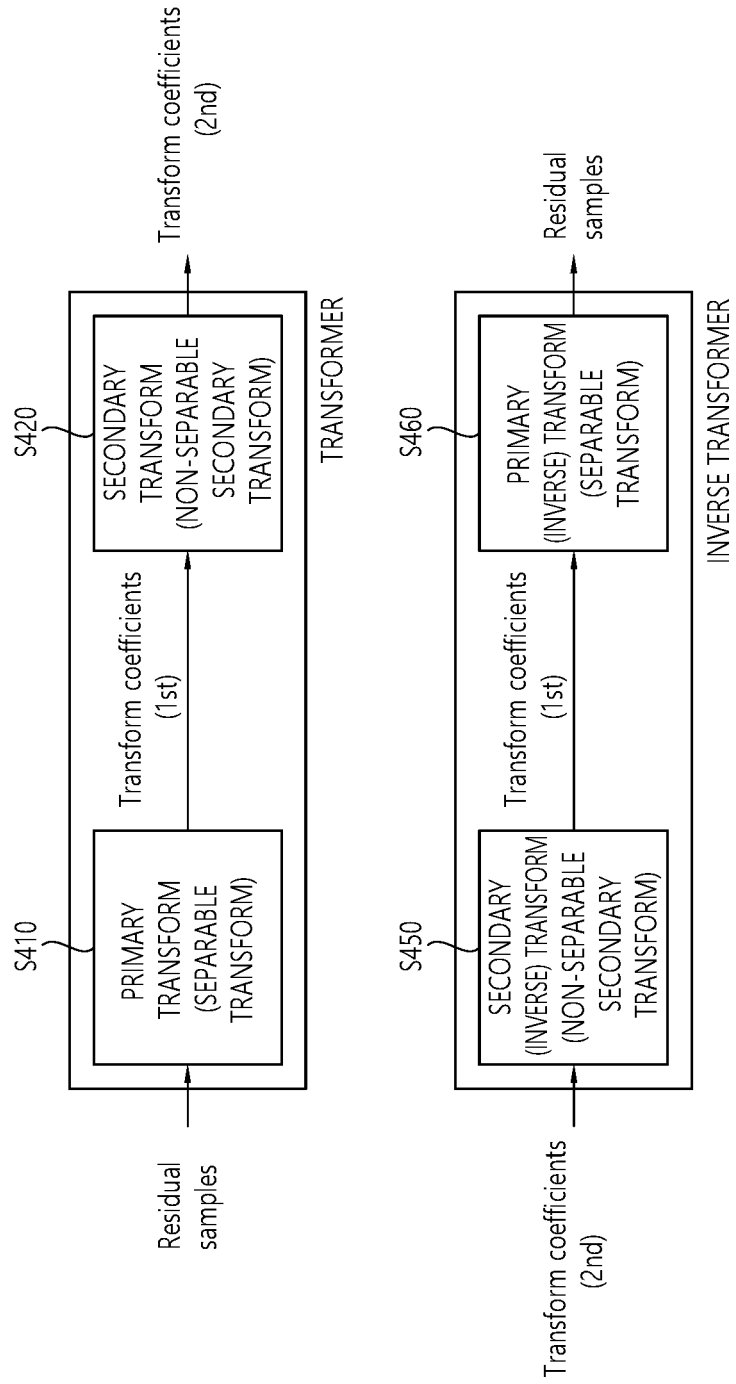 S410
S420
Residual
samples
PRIMARY
TRANSFORM
(SEPARABLE
TRANSFORM)
Transform coefficients
(1st)
SECONDARY
TRANSFORM
(NON-SEPARABLE
SECONDARY
TRANSFORM)
Transform coefficients
(2nd)
TRANSFORMER
S450
S460
Transform coefficients
(2nd)
SECONDARY
(INVERSE) TRANSFORM
(NON-SEPARABLE
SECONDARY
TRANSFORM)
Transform coefficients
(1st)
PRIMARY
(INVERSE) TRANSFORM
(SEPARABLE
TRANSFORM)
Residual
samples
INVERSE TRANSFORMER